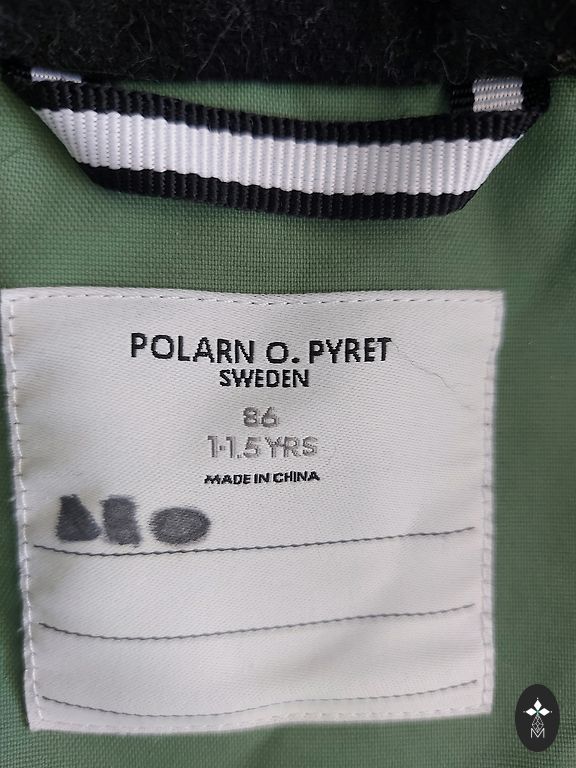 POLARN O. PYRET
SWEDEN
86
1-1.5 YRS
MADE IN CHINA
M